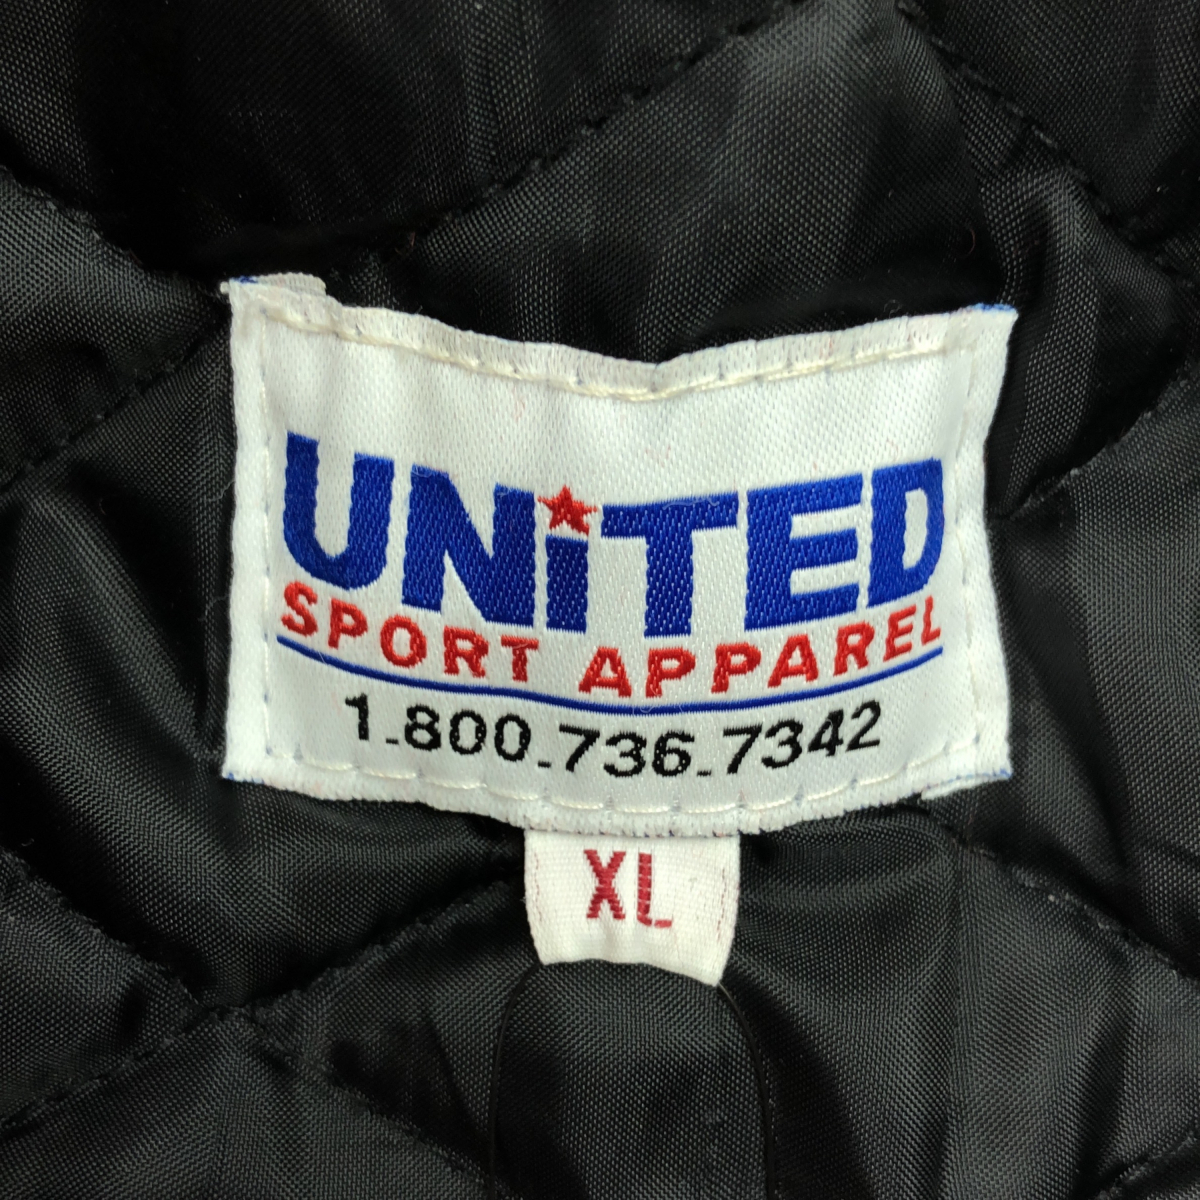 UNiTED
SPORT APPAREL
1.800.736.7342
XL